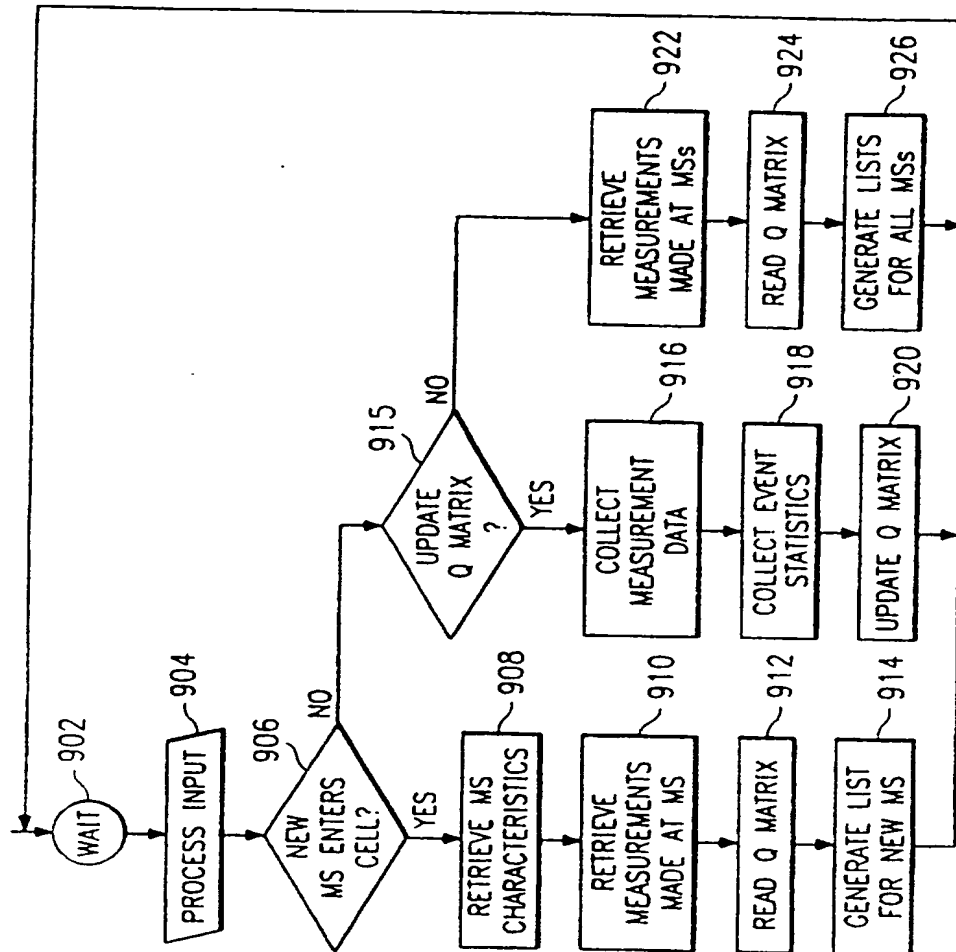 902
WAIT
904
PROCESS INPUT
906
NEW
MS ENTERS
CELL?
NO
YES
908
RETRIEVE MS
CHARACTERISTICS
910
RETRIEVE
MEASUREMENTS
MADE AT MS
912
READ Q MATRIX
914
GENERATE LIST
FOR NEW MS
915
UPDATE
Q MATRIX
?
NO
YES
916
COLLECT
MEASUREMENT
DATA
918
COLLECT EVENT
STATISTICS
920
UPDATE Q MATRIX
922
RETRIEVE
MEASUREMENTS
MADE AT MSs
924
READ Q MATRIX
926
GENERATE LISTS
FOR ALL MSs